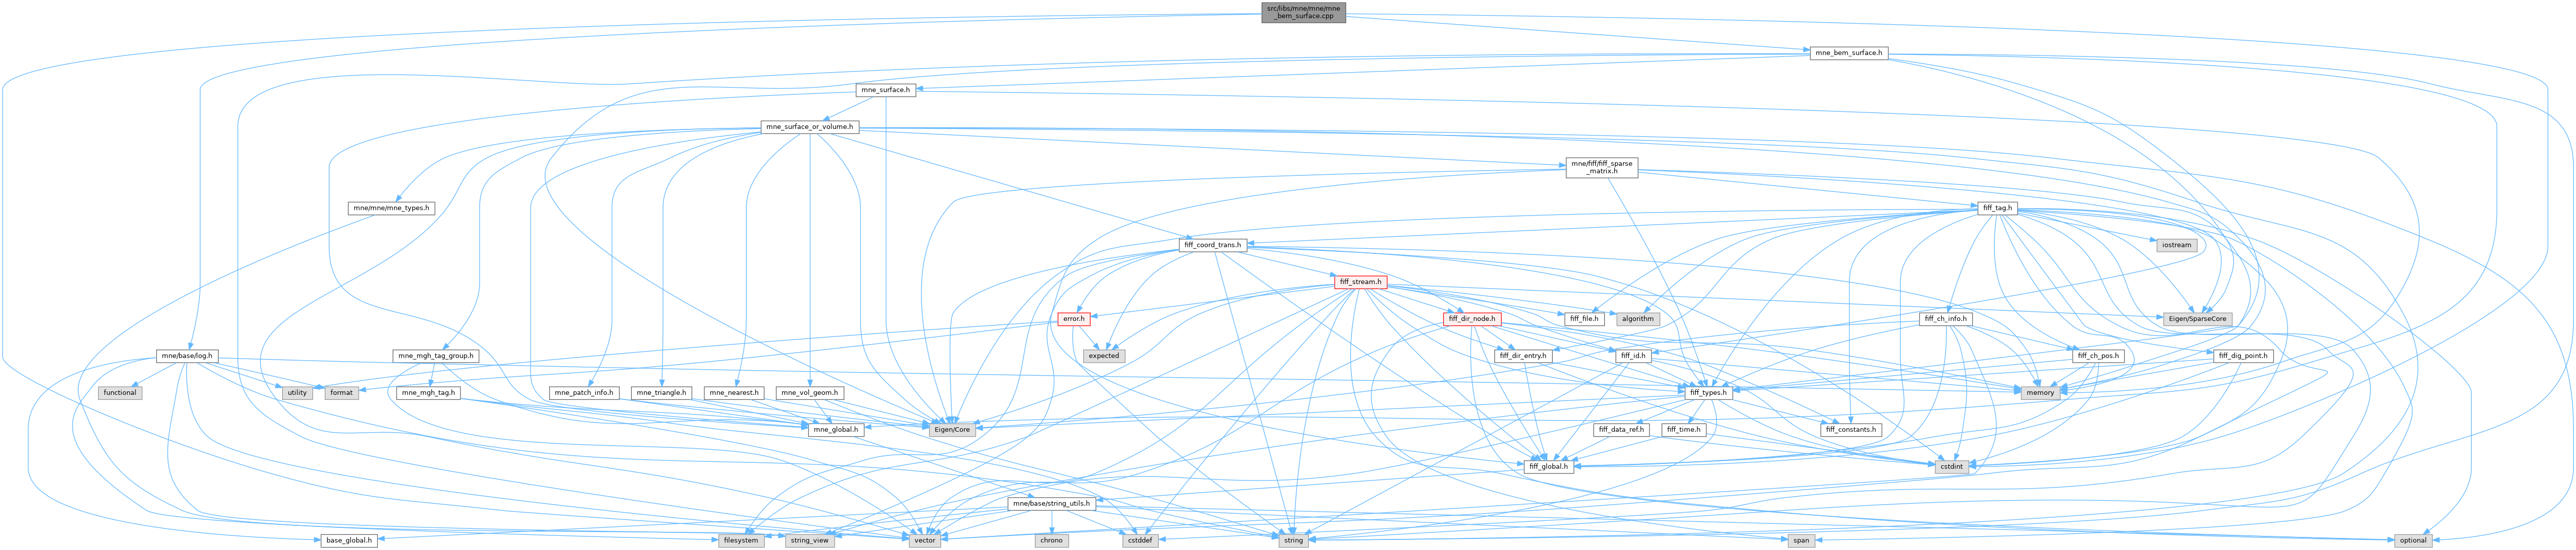 src/libs/mne/mne/mne
_bem_surface.cpp
mne_bem_surface.h
mne_surface.h
mne_surface_or_volume.h
mne/fiff/fiff_sparse
_matrix.h
mne/mne/mne_types.h
fiff_tag.h
fiff_coord_trans.h
iostream
fiff_stream.h
error.h
fiff_dir_node.h
fiff_file.h
algorithm
fiff_ch_info.h
Eigen/SparseCore
mne/base/log.h
mne_mgh_tag_group.h
expected
fiff_dir_entry.h
fiff_id.h
fiff_ch_pos.h
fiff_dig_point.h
functional
utility
format
mne_mgh_tag.h
mne_patch_info.h
mne_triangle.h
mne_nearest.h
mne_vol_geom.h
fiff_types.h
memory
mne_global.h
Eigen/Core
fiff_data_ref.h
fiff_time.h
fiff_constants.h
fiff_global.h
cstdint
mne/base/string_utils.h
base_global.h
filesystem
string_view
vector
chrono
cstddef
string
span
optional